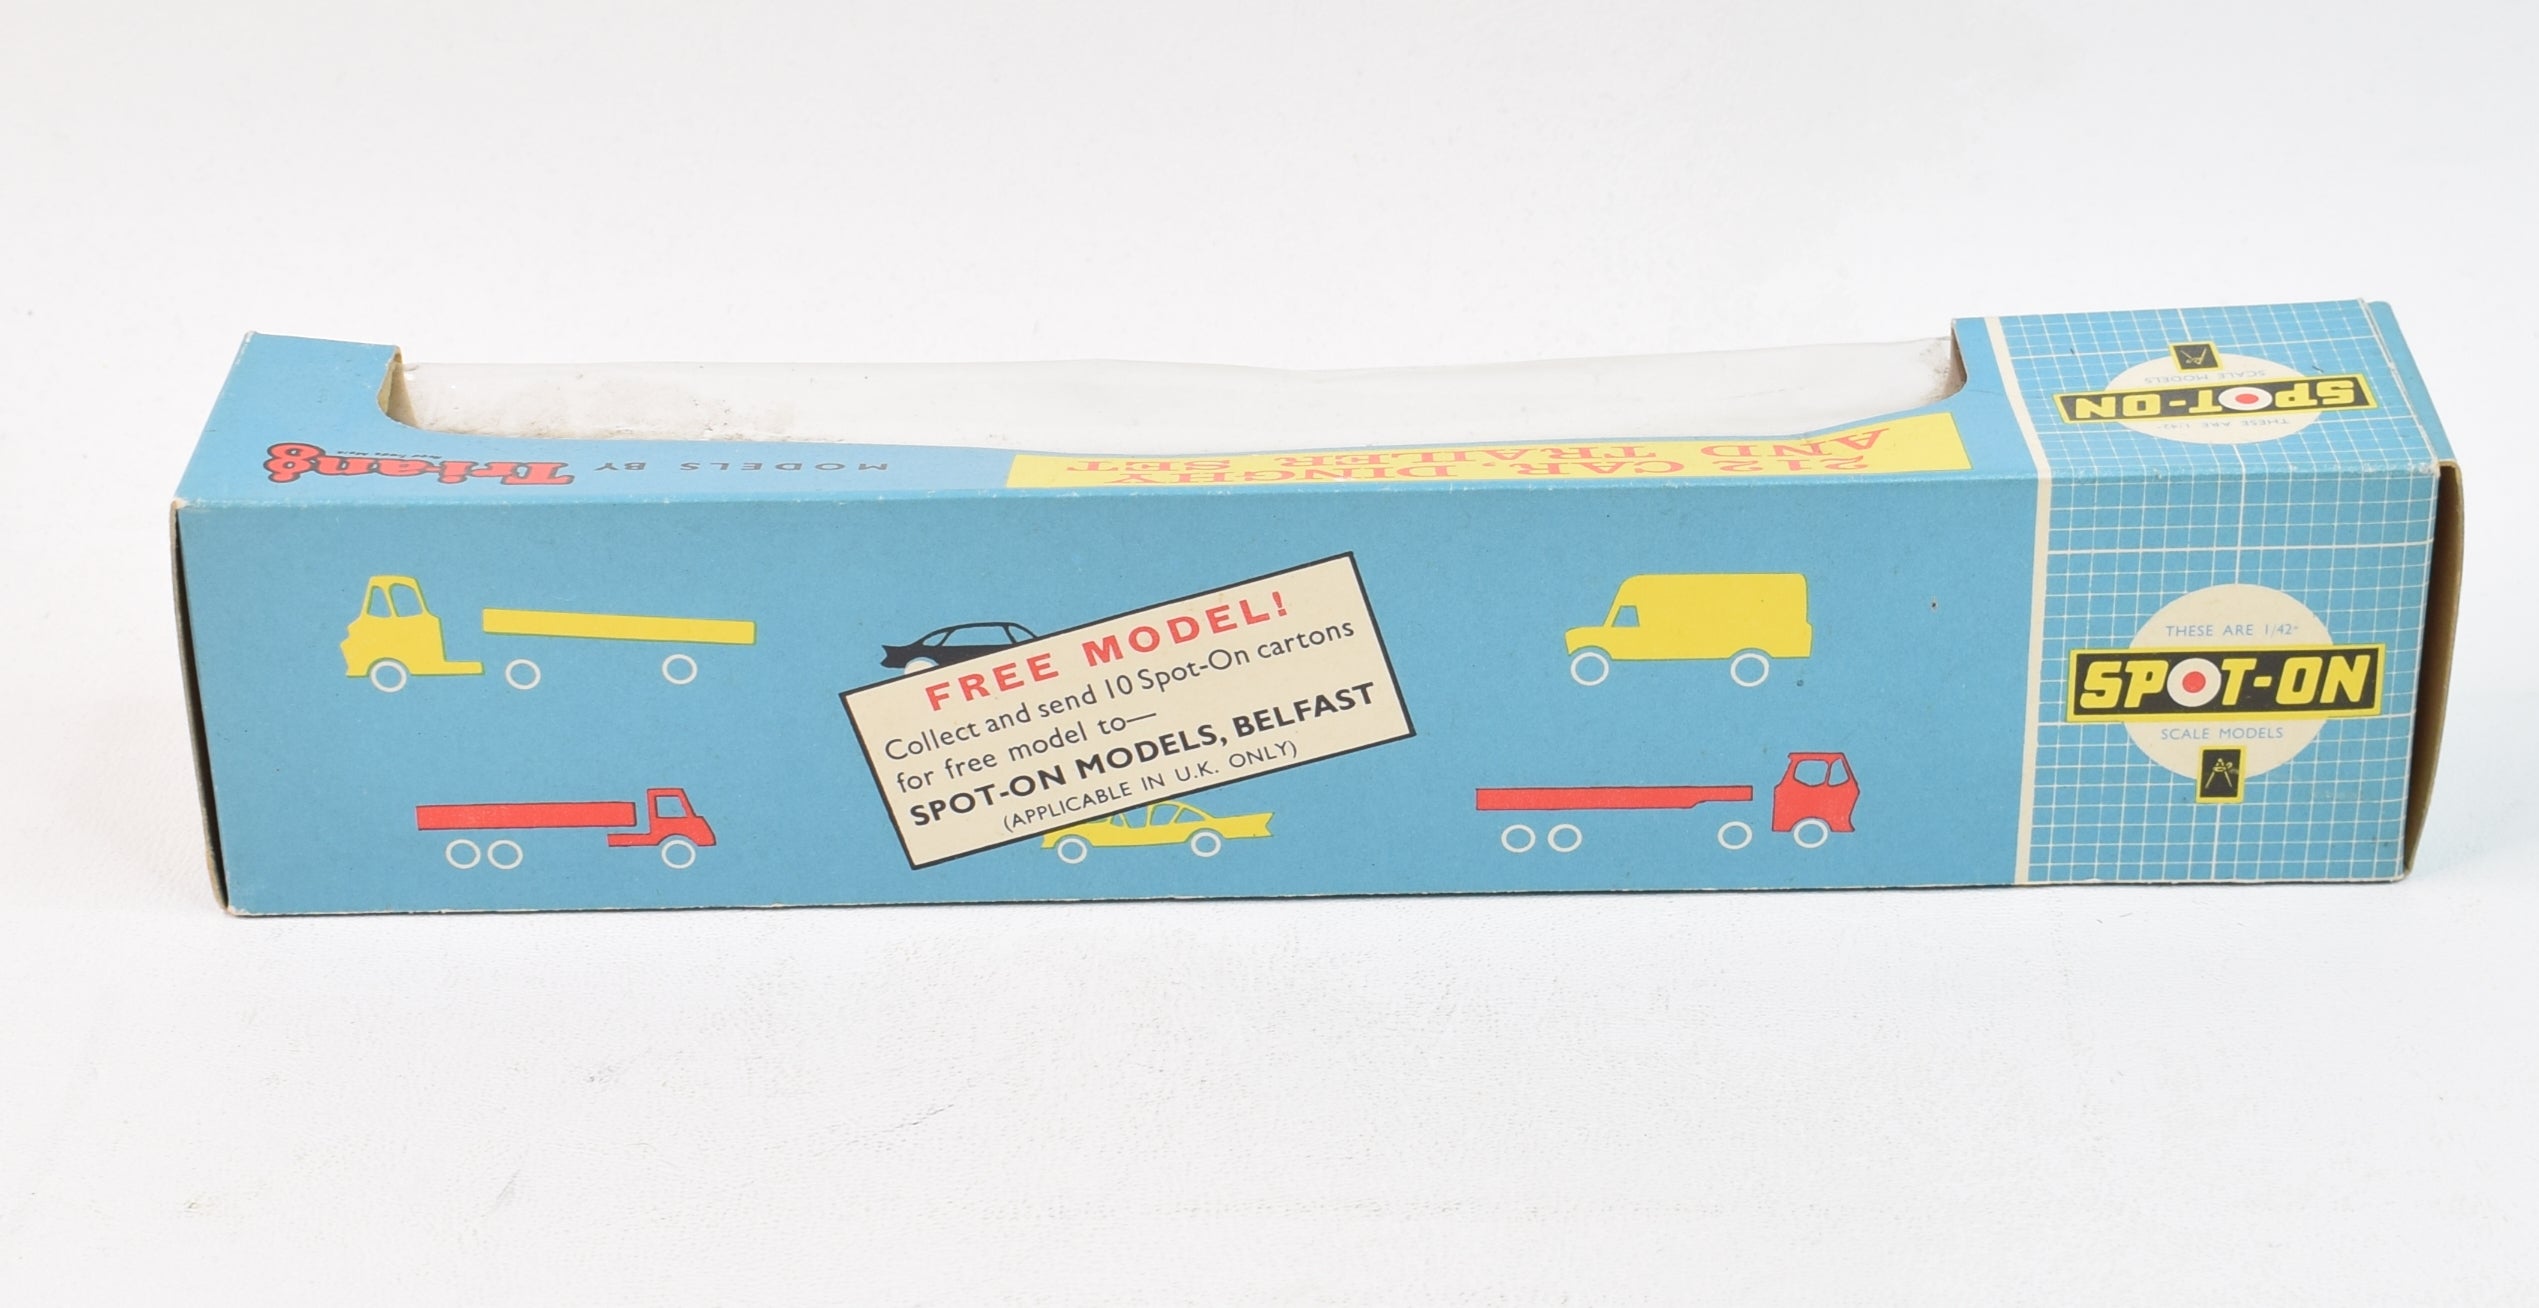 MODELS BY Tri-ang
212 CAR, DINGHY
AND TRAILER SET
THESE ARE 1/42"
SPOT-ON
SCALE MODELS
FREE MODEL!
Collect and send 10 Spot-On cartons
for free model to—
SPOT-ON MODELS, BELFAST
(APPLICABLE IN U.K. ONLY)
THESE ARE 1/42"
SPOT-ON
SCALE MODELS